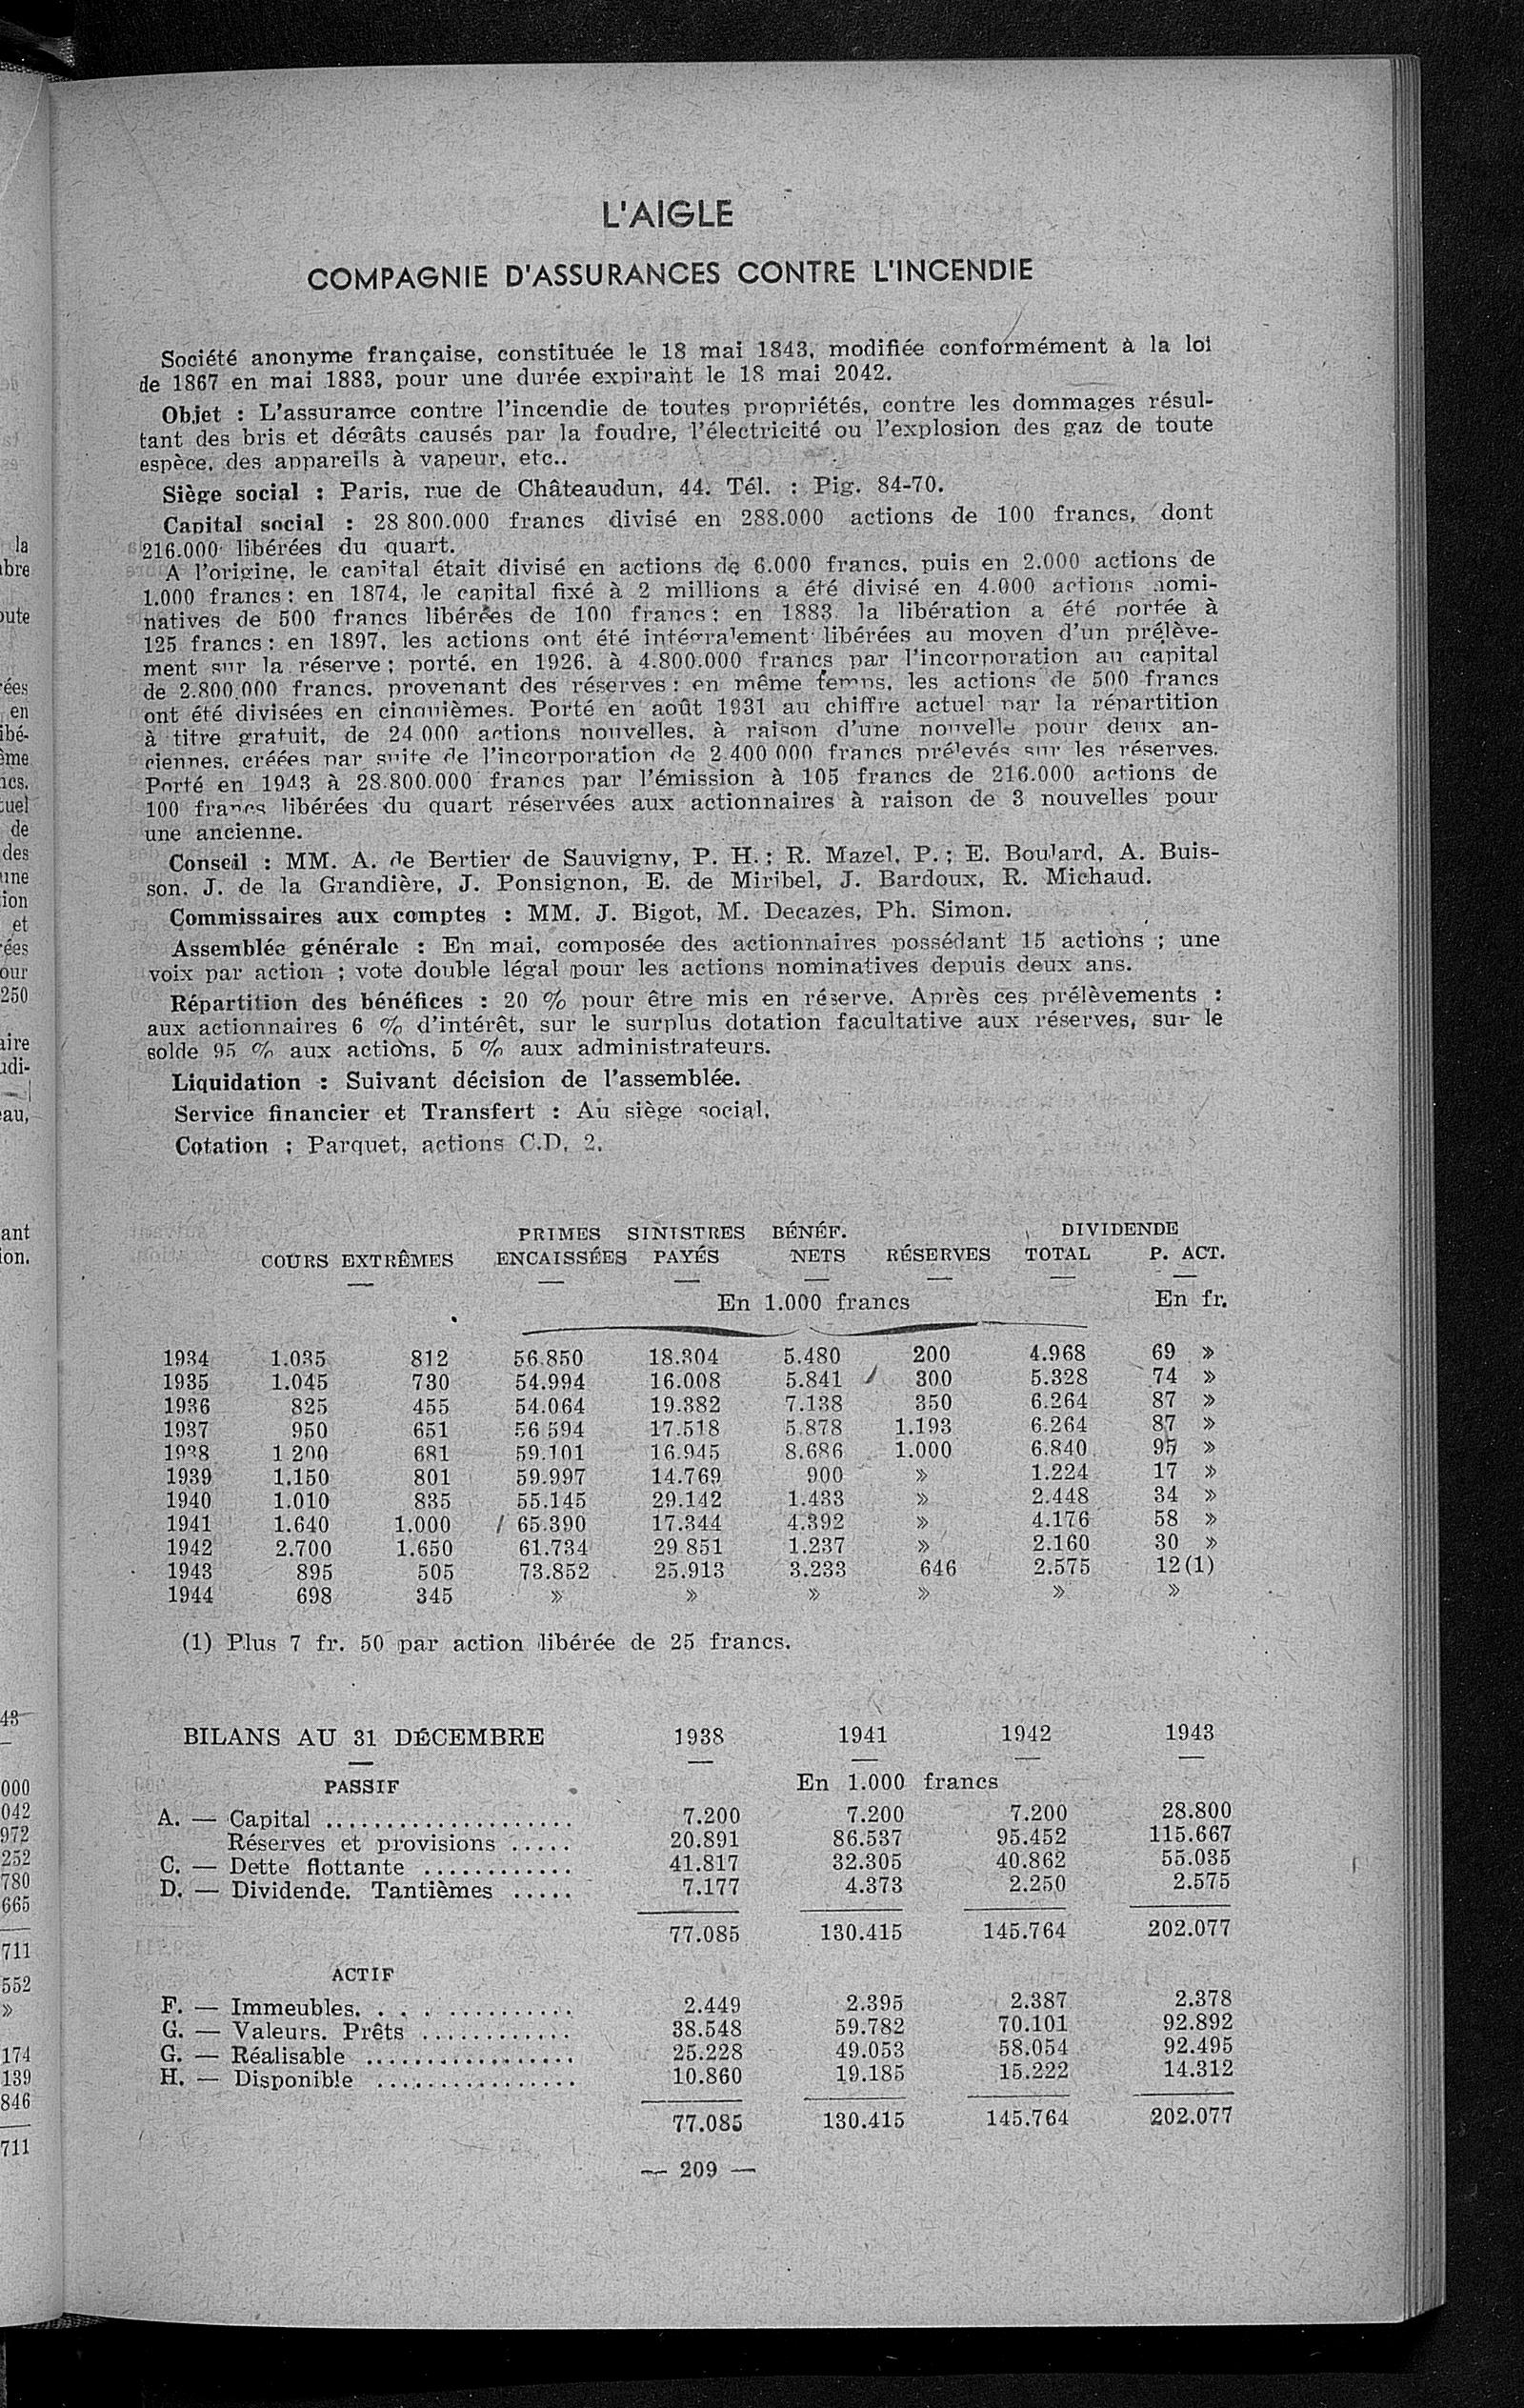 L'AIGLE
COMPAGNIE D'ASSURANCES CONTRE L'INCENDIE
Société anonyme française, constituée le 18 mai 1843, modifiée conformément à la loi
de 1867 en mai 1883, pour une durée expirant le 18 mai 2042.
Objet : L'assurance contre l'incendie de toutes propriétés, contre les dommages résul-
tant des bris et dégâts causés par la foudre, l'électricité ou l'explosion des gaz de toute
espèce, des appareils à vapeur, etc..
Siège social : Paris, rue de Châteaudun, 44. Tél. : Pig. 84-70.
Capital social : 28 800.000 francs divisé en 288.000 actions de 100 francs, dont
216.000 libérées du quart.
A l'origine, le capital était divisé en actions de 6.000 francs, puis en 2.000 actions de
1.000 francs : en 1874, le capital fixé à 2 millions a été divisé en 4.000 actions nomi-
natives de 500 francs libérées de 100 francs : en 1883 la libération a été portée à
125 francs : en 1897, les actions ont été intégralement libérées au moyen d'un prélève-
ment sur la réserve ; porté, en 1926, à 4.800.000 francs par l'incorporation au capital
de 2.800.000 francs, provenant des réserves : en même temps, les actions de 500 francs
ont été divisées en cinquièmes. Porté en août 1931 au chiffre actuel par la répartition
à titre gratuit, de 24.000 actions nouvelles, à raison d'une nouvelle pour deux an-
ciennes, créées par suite de l'incorporation de 2.400 000 francs prélevés sur les réserves.
Porté en 1943 à 28.800.000 francs par l'émission à 105 francs de 216.000 actions de
100 francs libérées du quart réservées aux actionnaires à raison de 3 nouvelles pour
une ancienne.
Conseil : MM. A. de Bertier de Sauvigny, P. H. ; R. Mazel, P. ; E. Boulard, A. Buis-
son, J. de la Grandière, J. Ponsignon, E. de Miribel, J. Bardoux, R. Michaud.
Commissaires aux comptes : MM. J. Bigot, M. Decazes, Ph. Simon.
Assemblée générale : En mai, composée des actionnaires possédant 15 actions ; une
voix par action ; vote double légal pour les actions nominatives depuis deux ans.
Répartition des bénéfices : 20 % pour être mis en réserve. Après ces prélèvements :
aux actionnaires 6 % d'intérêt, sur le surplus dotation facultative aux réserves, sur le
solde 95 % aux actions, 5 % aux administrateurs.
Liquidation : Suivant décision de l'assemblée.
Service financier et Transfert : Au siège social.
Cotation : Parquet, actions C.D. 2.
PRIMES SINISTRES BÉNÉF. DIVIDENDE
COURS EXTRÊMES ENCAISSÉES PAYÉS NETS RÉSERVES TOTAL P. ACT.
En 1.000 francs En fr.
1934 1.035 812 56.850 18.304 5.480 200 4.968 69 »
1935 1.045 730 54.994 16.008 5.841 300 5.328 74 »
1936 825 455 54.064 19.382 7.138 350 6.264 87 »
1937 950 651 56 594 17.518 5.878 1.193 6.264 87 »
1938 1 200 681 59.101 16.945 8.686 1.000 6.840 95 »
1939 1.150 801 59.997 14.769 900 » 1.224 17 »
1940 1.010 835 55.145 29.142 1.433 » 2.448 34 »
1941 1.640 1.000 65.390 17.344 4.392 » 4.176 58 »
1942 2.700 1.650 61.734 29 851 1.237 » 2.160 30 »
1943 895 505 73.852 25.913 3.233 646 2.575 12 (1)
1944 698 345 » » » » » »
(1) Plus 7 fr. 50 par action libérée de 25 francs.
BILANS AU 31 DÉCEMBRE 1938 1941 1942 1943
PASSIF En 1.000 francs
A. — Capital .................... 7.200 7.200 7.200 28.800
Réserves et provisions ..... 20.891 86.537 95.452 115.667
C. — Dette flottante ............ 41.817 32.305 40.862 55.035
D. — Dividende. Tantièmes ..... 7.177 4.373 2.250 2.575
77.085 130.415 145.764 202.077
ACTIF
F. — Immeubles. ............... 2.449 2.395 2.387 2.378
G. — Valeurs. Prêts ............ 38.548 59.782 70.101 92.892
G. — Réalisable ................. 25.228 49.053 58.054 92.495
H. — Disponible ................ 10.860 19.185 15.222 14.312
77.085 130.415 145.764 202.077
— 209 —